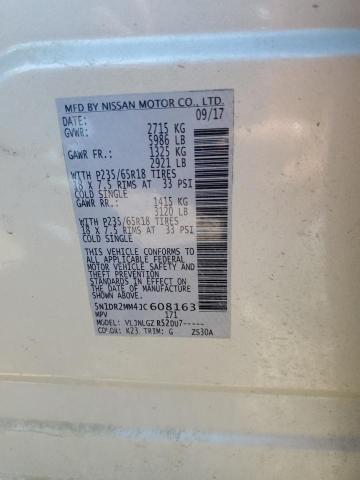 MFD BY NISSAN MOTOR CO., LTD.
DATE: 09/17
GVWR: 2715 KG
5986 LB
GAWR FR.: 1325 KG
2921 LB
WITH P235/65R18 TIRES
18 X 7.5 RIMS AT 33 PSI
COLD SINGLE
GAWR RR.: 1415 KG
3120 LB
WITH P235/65R18 TIRES
18 X 7.5 RIMS AT 33 PSI
COLD SINGLE
THIS VEHICLE CONFORMS TO
ALL APPLICABLE FEDERAL
MOTOR VEHICLE SAFETY
AND THEFT PREVENTION
STANDARDS IN EFFECT ON
THE DATE OF MANUFACTURE
SHOWN ABOVE.
5N1DR2MM4JC608163
MPV 171
MODEL: VLJNLGZ R52DU7-----
COLOR: K23 TRIM: G ZS30A